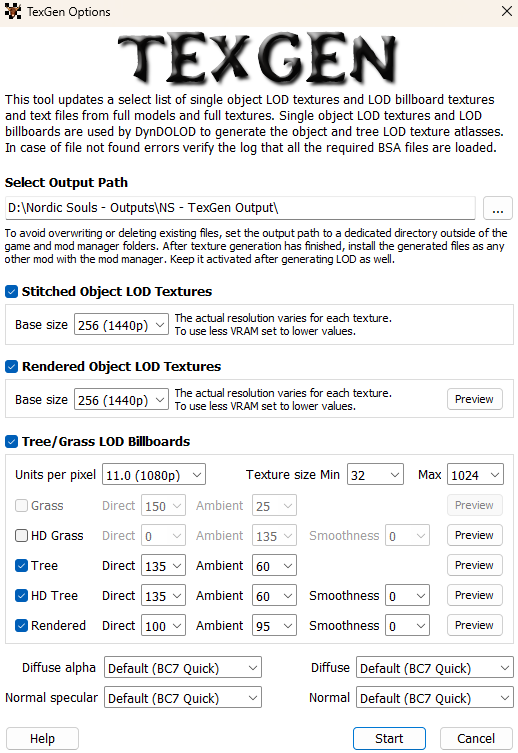 TexGen Options
TEXGEN
This tool updates a select list of single object LOD textures and LOD billboard textures
and text files from full models and full textures. Single object LOD textures and LOD
billboards are used by DynDOLOD to generate the object and tree LOD texture atlasses.
In case of file not found errors verify the log that all the required BSA files are loaded.
Select Output Path
D:\Nordic Souls - Outputs\NS - TexGen Output\ ...
To avoid overwriting or deleting existing files, set the output path to a dedicated directory outside of the
game and mod manager folders. After texture generation has finished, install the generated files as any
other mod with the mod manager. Keep it activated after generating LOD as well.
Stitched Object LOD Textures
Base size 256 (1440p) The actual resolution varies for each texture.
To use less VRAM set to lower values.
Rendered Object LOD Textures
Base size 256 (1440p) The actual resolution varies for each texture.
To use less VRAM set to lower values. Preview
Tree/Grass LOD Billboards
Units per pixel 11.0 (1080p) Texture size Min 32 Max 1024
Grass Direct 150 Ambient 25 Preview
HD Grass Direct 0 Ambient 135 Smoothness 0 Preview
Tree Direct 135 Ambient 60 Preview
HD Tree Direct 135 Ambient 60 Smoothness 0 Preview
Rendered Direct 100 Ambient 95 Smoothness 0 Preview
Diffuse alpha Default (BC7 Quick) Diffuse Default (BC7 Quick)
Normal specular Default (BC7 Quick) Normal Default (BC7 Quick)
Help Start Cancel